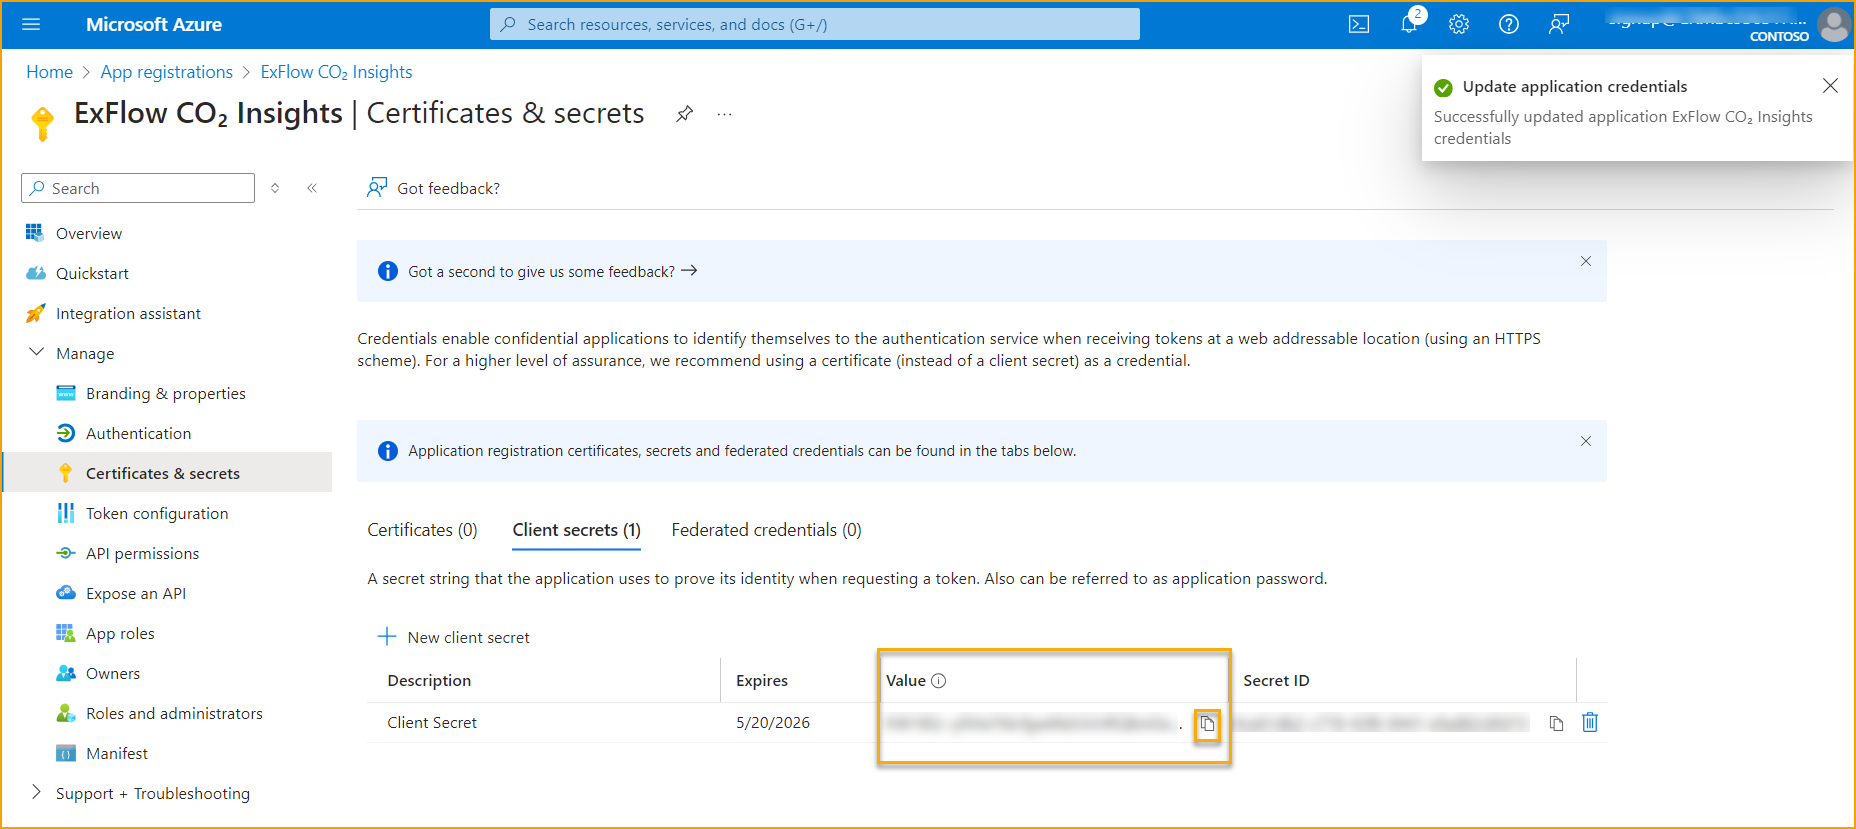 Microsoft Azure
Search resources, services, and docs (G+/)
2
CONTOSO
Home > App registrations > ExFlow CO₂ Insights
ExFlow CO₂ Insights | Certificates & secrets
...
Update application credentials
Successfully updated application ExFlow CO₂ Insights
credentials
Search
Got feedback?
Overview
Quickstart
Integration assistant
Manage
Branding & properties
Authentication
Certificates & secrets
Token configuration
API permissions
Expose an API
App roles
Owners
Roles and administrators
Manifest
Support + Troubleshooting
Got a second to give us some feedback? →
Credentials enable confidential applications to identify themselves to the authentication service when receiving tokens at a web addressable location (using an HTTPS
scheme). For a higher level of assurance, we recommend using a certificate (instead of a client secret) as a credential.
Application registration certificates, secrets and federated credentials can be found in the tabs below.
Certificates (0) Client secrets (1) Federated credentials (0)
A secret string that the application uses to prove its identity when requesting a token. Also can be referred to as application password.
New client secret
Description Expires Value Secret ID
Client Secret 5/20/2026